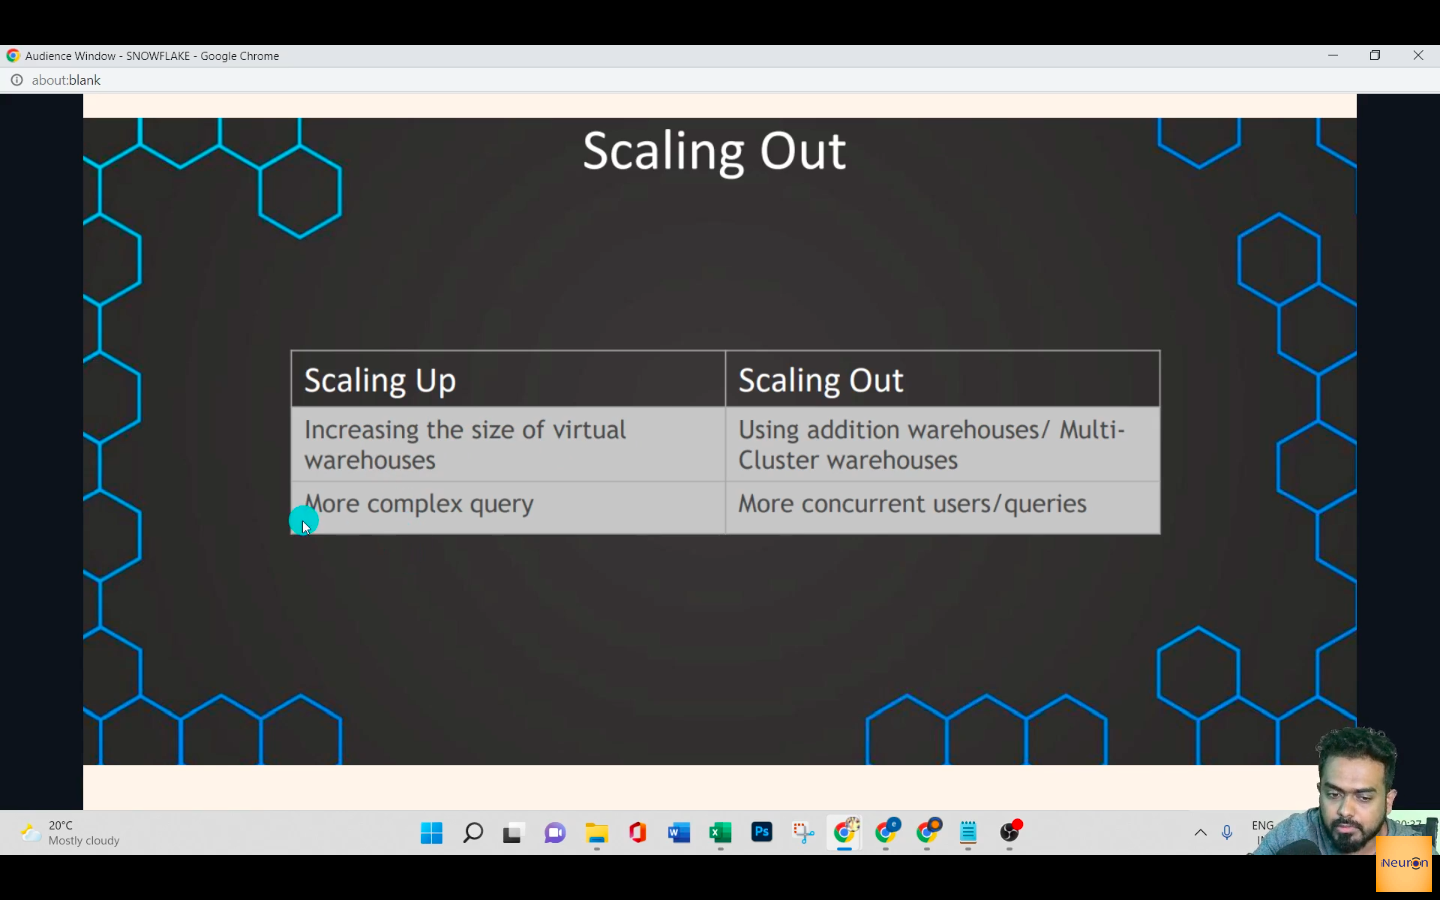 Audience Window - SNOWFLAKE - Google Chrome
about:blank
Scaling Out
Scaling Up
Scaling Out
Increasing the size of virtual
warehouses
Using addition warehouses/ Multi-
Cluster warehouses
More complex query
More concurrent users/queries
20°C
Mostly cloudy
ENG
Neuron